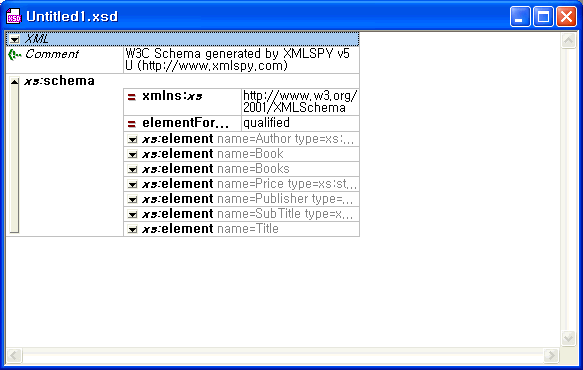 Untitled1.xsd
XML
Comment W3C Schema generated by XMLSPY v5
U (http://www.xmlspy.com)
xs:schema
xmlns:xs http://www.w3.org/
2001/XMLSchema
elementFor... qualified
xs:element name=Author type=xs:...
xs:element name=Book
xs:element name=Books
xs:element name=Price type=xs:st...
xs:element name=Publisher type=...
xs:element name=SubTitle type=x...
xs:element name=Title